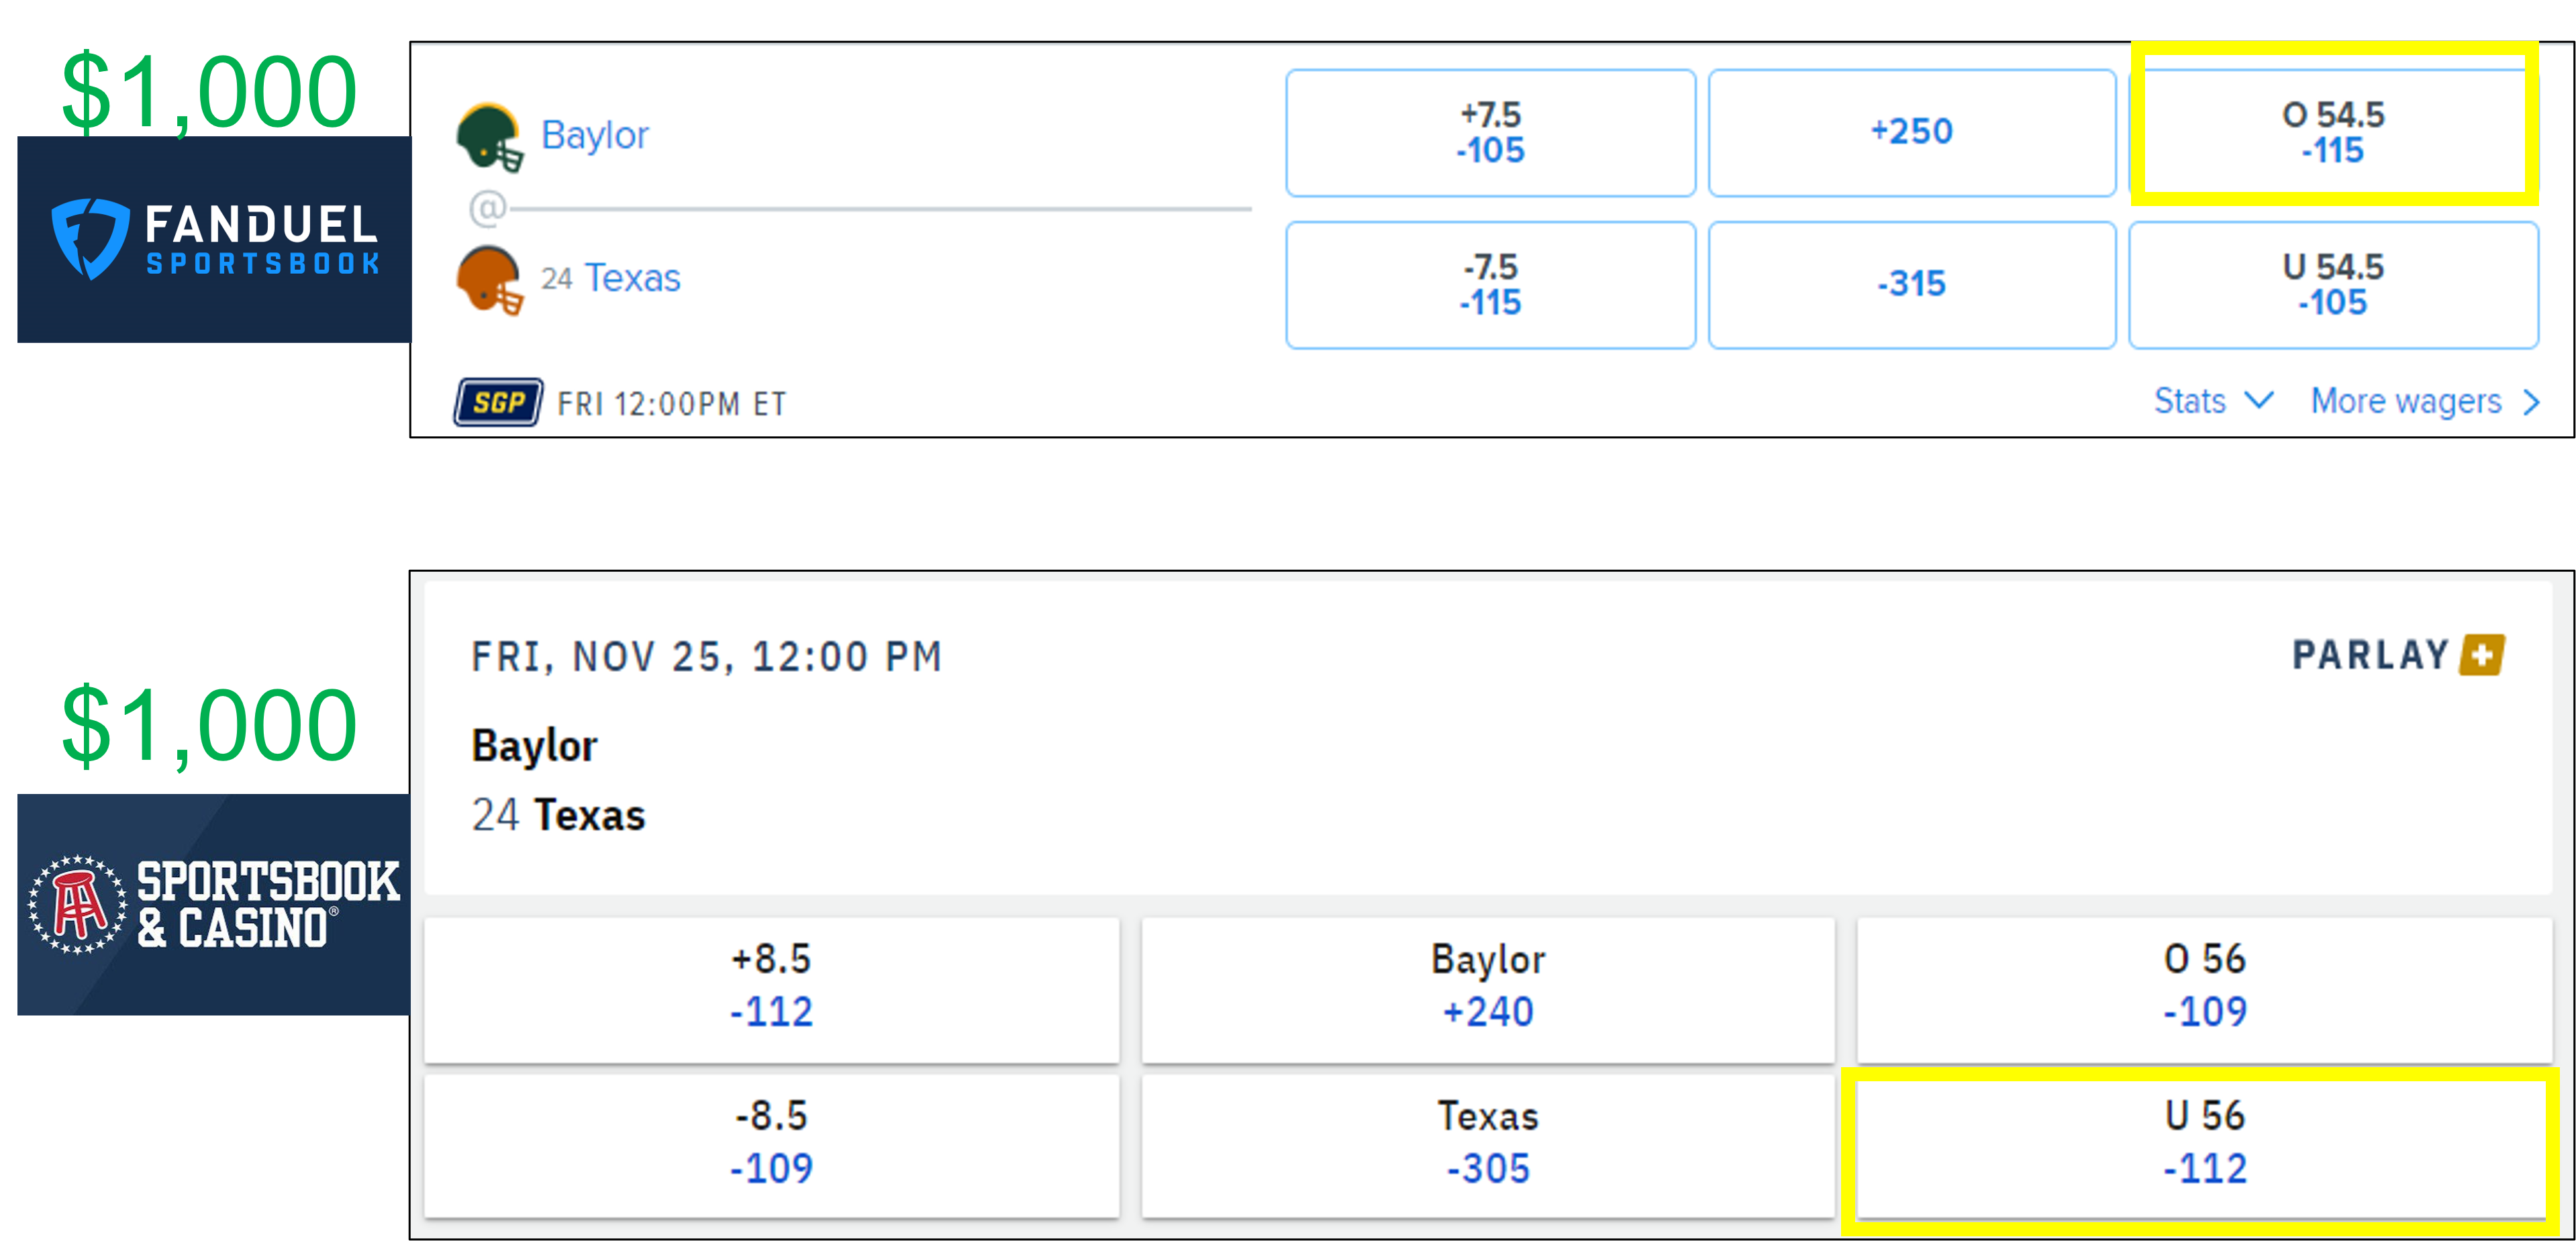 $1,000
FANDUEL
SPORTSBOOK
Baylor
@
24 Texas
+7.5
-105
+250
O 54.5
-115
-7.5
-115
-315
U 54.5
-105
SGP FRI 12:00PM ET
Stats
More wagers
$1,000
SPORTSBOOK
& CASINO®
FRI, NOV 25, 12:00 PM
PARLAY +
Baylor
24 Texas
+8.5
-112
Baylor
+240
O 56
-109
-8.5
-109
Texas
-305
U 56
-112